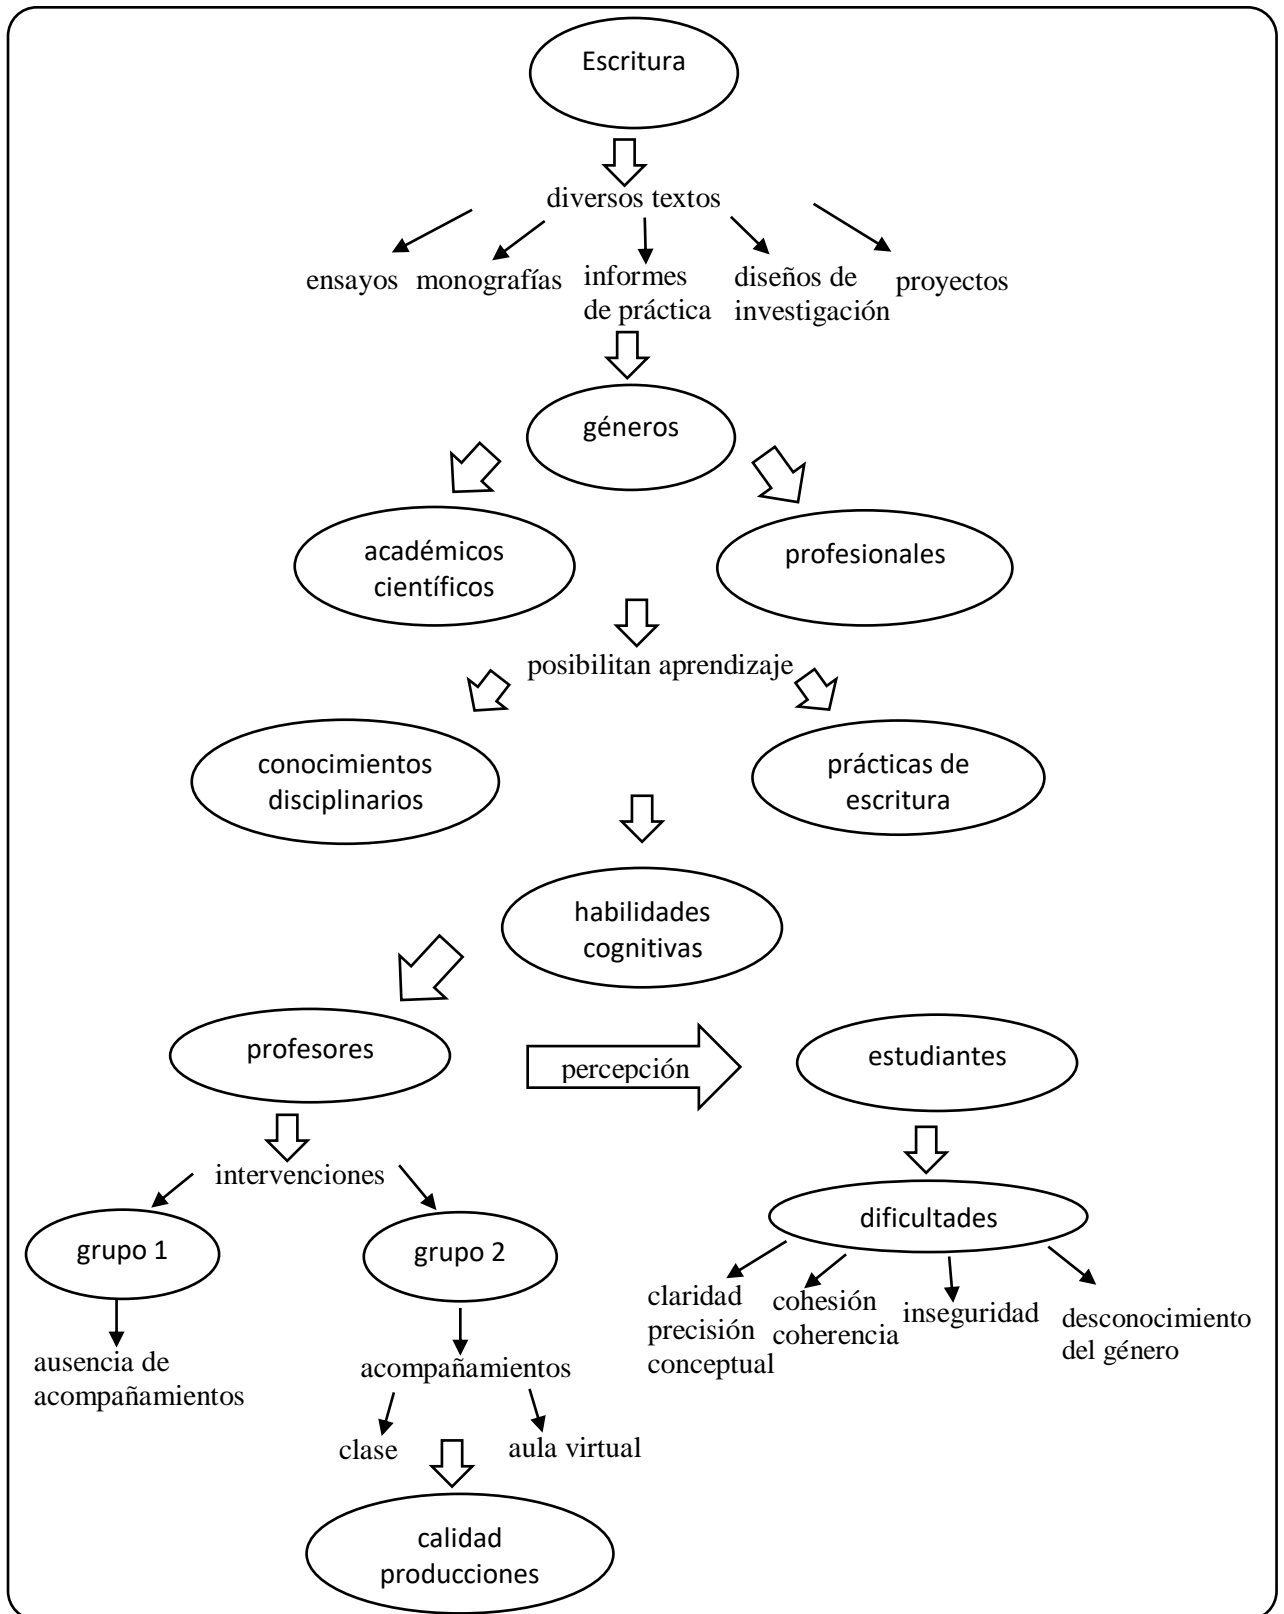 Escritura
diversos textos
ensayos
monografías
informes
de práctica
diseños de
investigación
proyectos
géneros
académicos
científicos
profesionales
posibilitan aprendizaje
conocimientos
disciplinarios
prácticas de
escritura
habilidades
cognitivas
profesores
percepción
estudiantes
intervenciones
dificultades
grupo 1
grupo 2
claridad
precisión
conceptual
cohesión
coherencia
inseguridad
desconocimiento
del género
ausencia de
acompañamientos
acompañamientos
clase
aula virtual
calidad
producciones